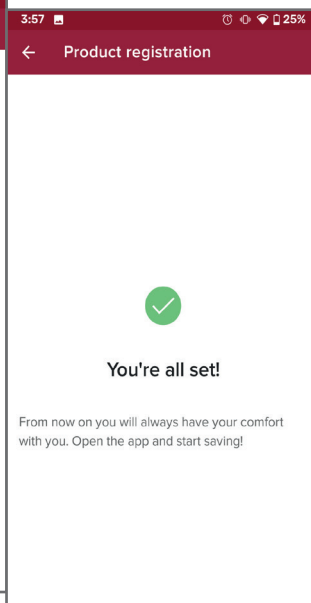 3:57 25%
Product registration
You're all set!
From now on you will always have your comfort
with you. Open the app and start saving!